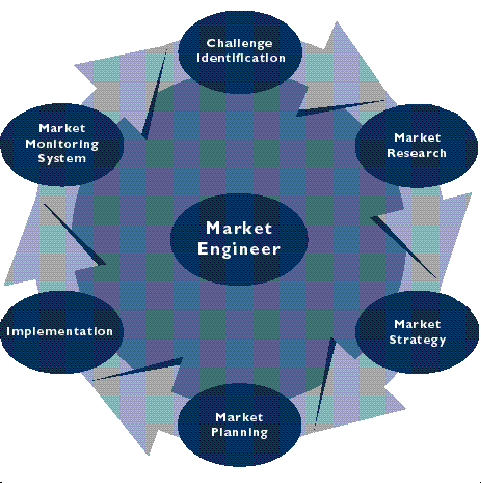 Challenge
Identification
Market
Research
Market
Strategy
Market
Planning
Implementation
Market
Monitoring
System
Market
Engineer